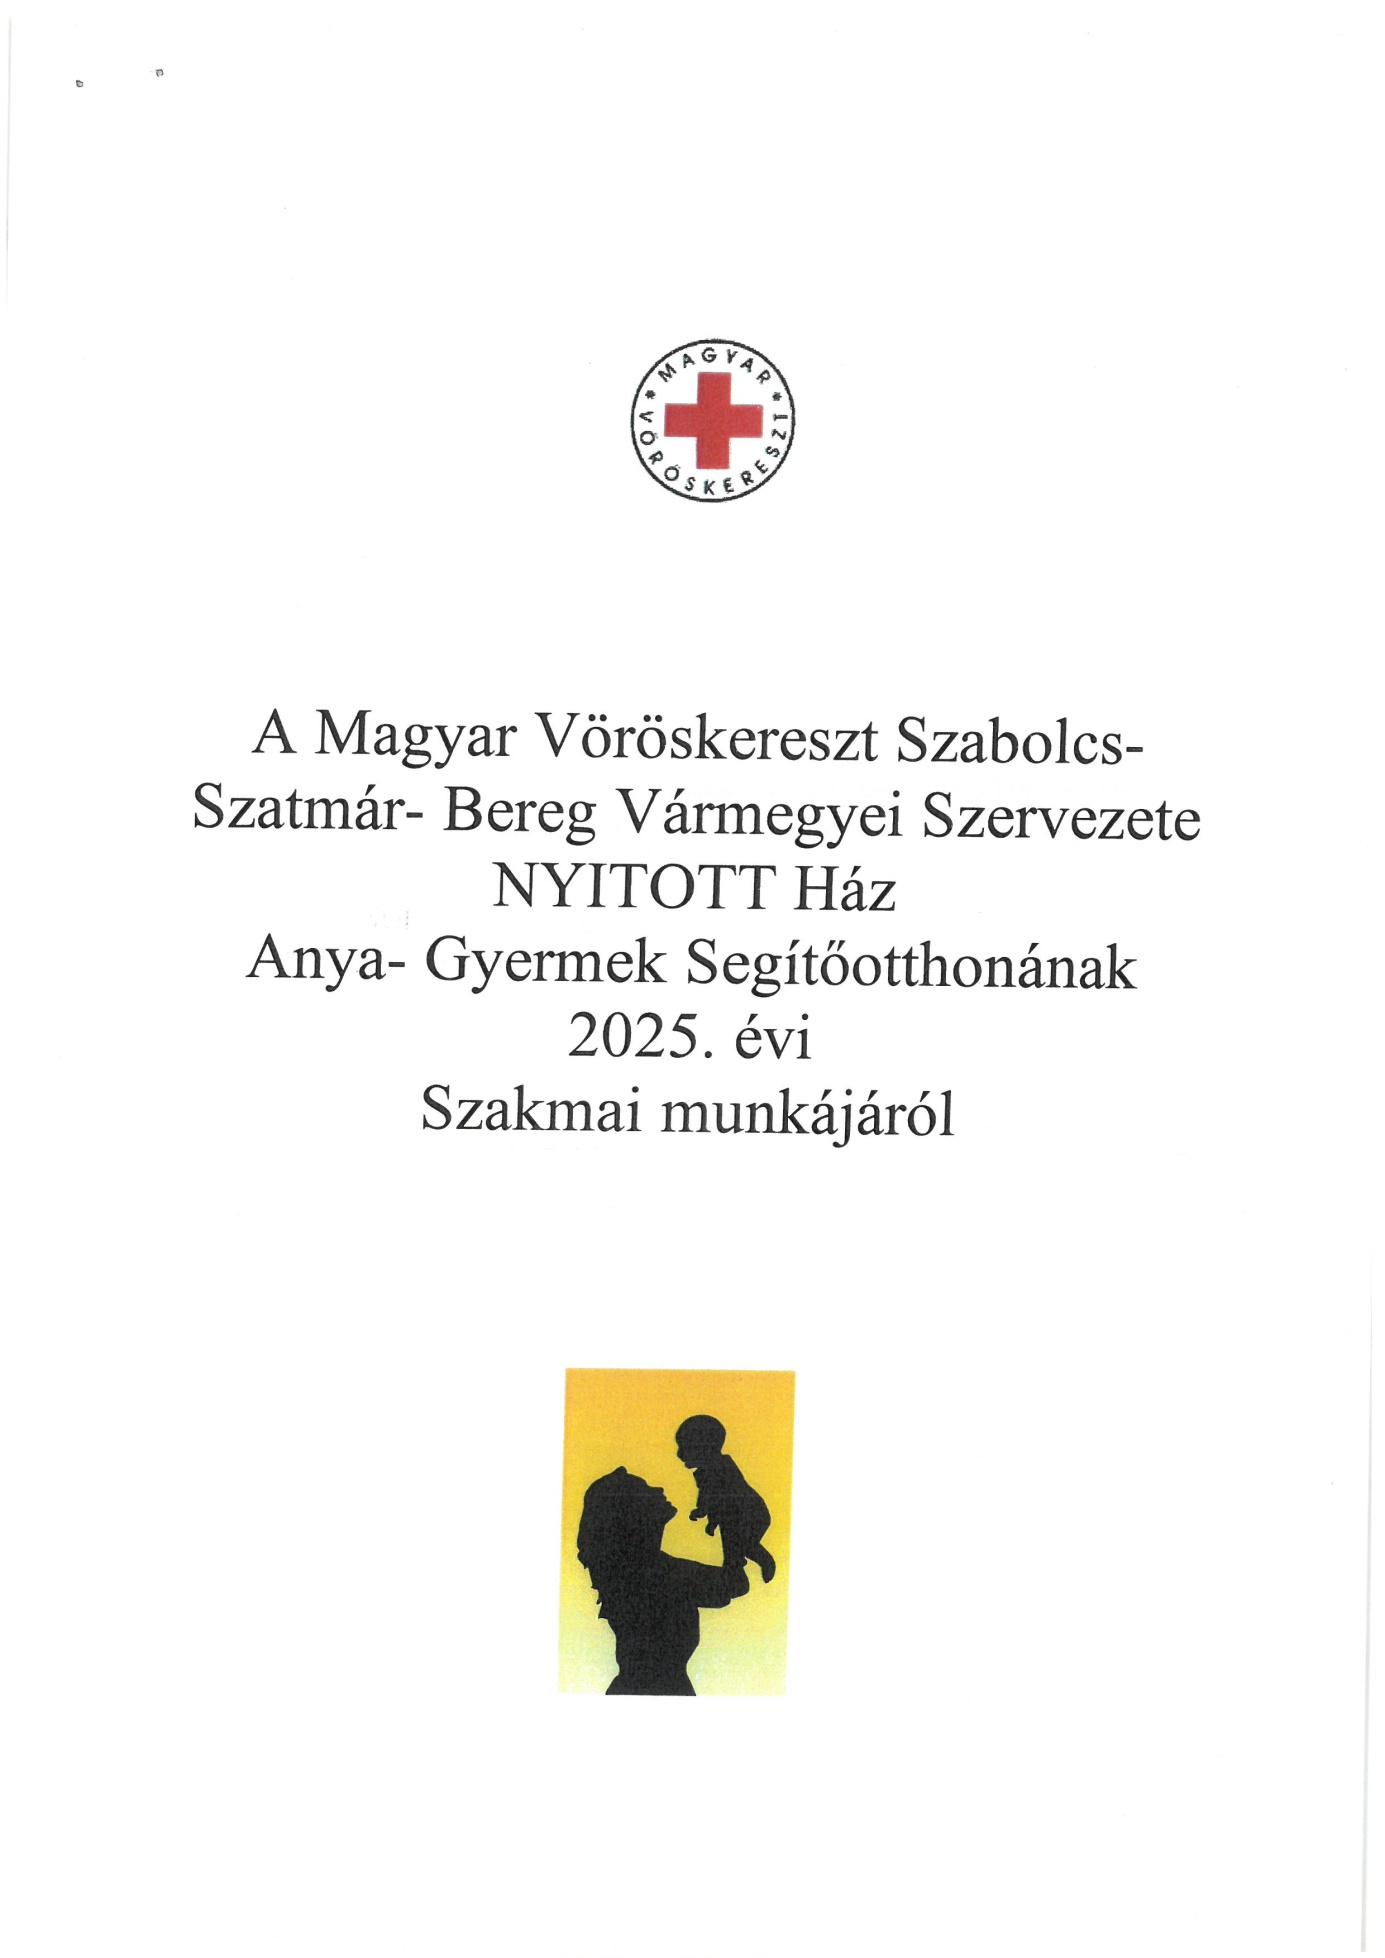 * MAGYAR * VÖRÖSKERESZT
A Magyar Vöröskereszt Szabolcs-
Szatmár- Bereg Vármegyei Szervezete
NYITOTT Ház
Anya- Gyermek Segítőotthonának
2025. évi
Szakmai munkájáról